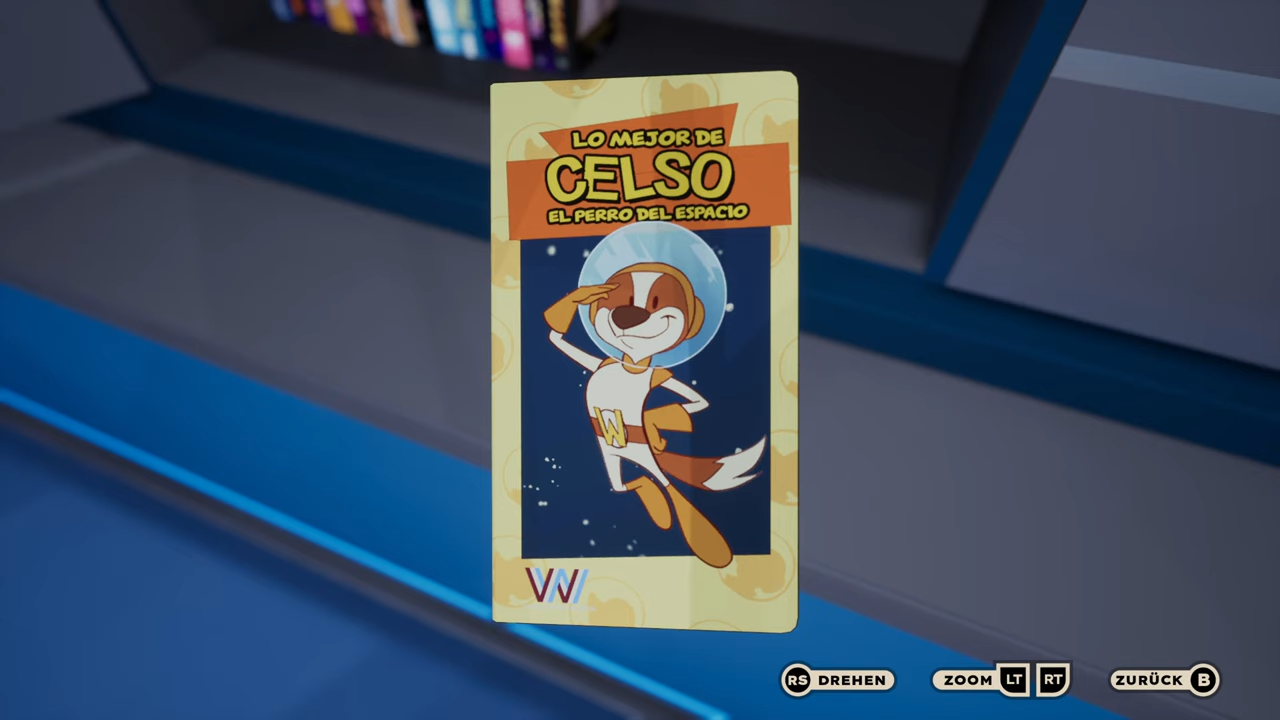 LO MEJOR DE
CELSO
EL PERRO DEL ESPACIO
W
W
RS DREHEN ZOOM LT RT ZURÜCK B